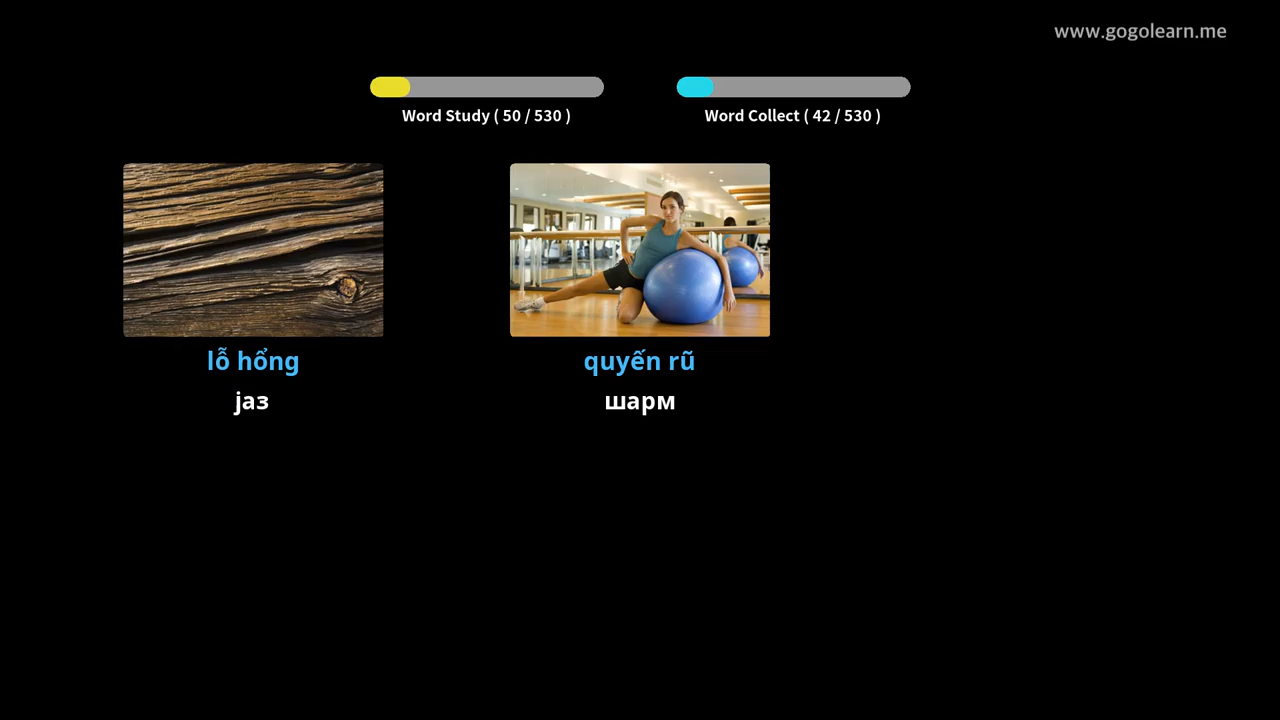 www.gogolearn.me
Word Study ( 50 / 530 )
Word Collect ( 42 / 530 )
lỗ hổng
јаз
quyến rũ
шарм